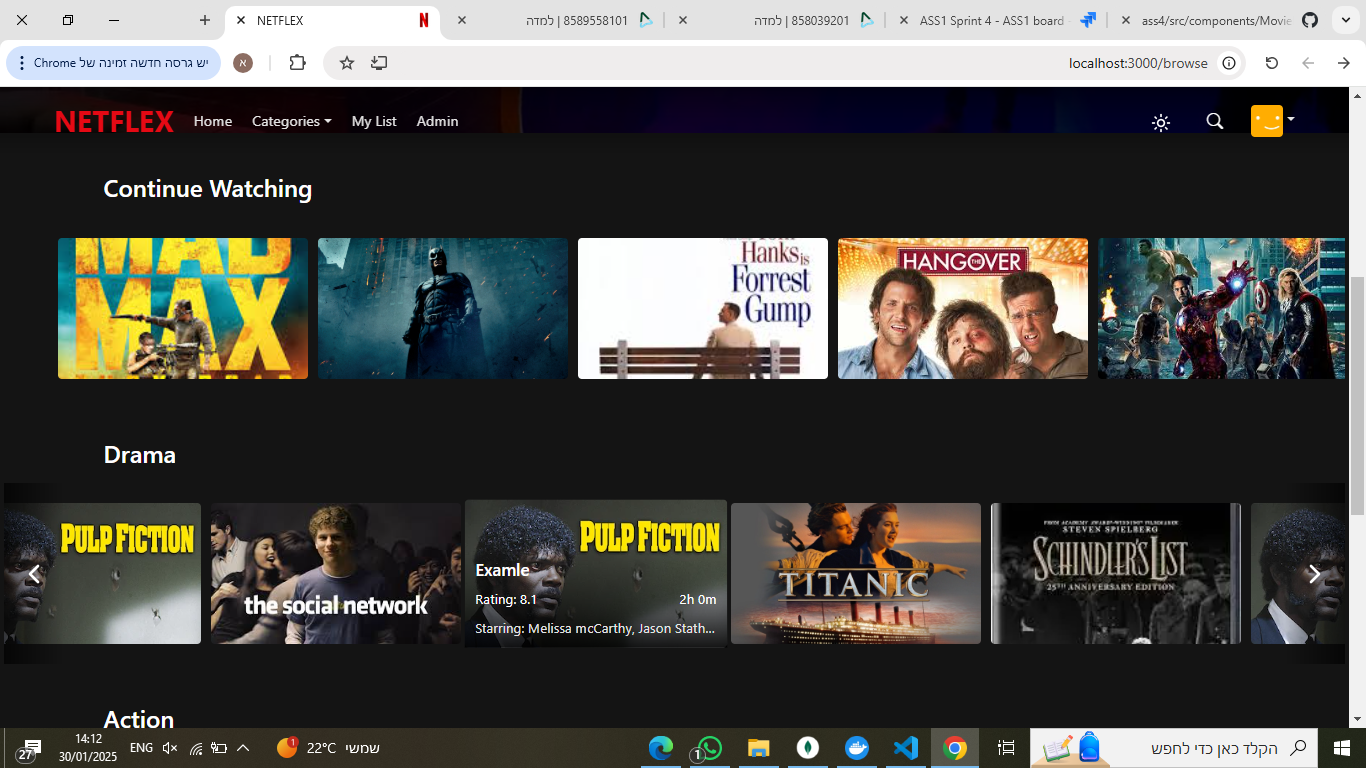 NETFLEX
8589558101 | למדה
858039201 | למדה
ASS1 Sprint 4 - ASS1 board
ass4/src/components/Movie
יש גרסה חדשה זמינה של Chrome
א
localhost:3000/browse
NETFLEX
Home
Categories
My List
Admin
Continue Watching
MAD
MAX
Hanks is
Forrest
Gump
THE
HANGOVER
Drama
PULP FICTION
the social network
PULP FICTION
Examle
Rating: 8.1
2h 0m
Starring: Melissa mcCarthy, Jason Stath...
TITANIC
STEVEN SPIELBERG
SCHINDLER'S LIST
25TH ANNIVERSARY EDITION
Action
27
14:12
30/01/2025
ENG
1
22°C שמשי
1
הקלד כאן כדי לחפש